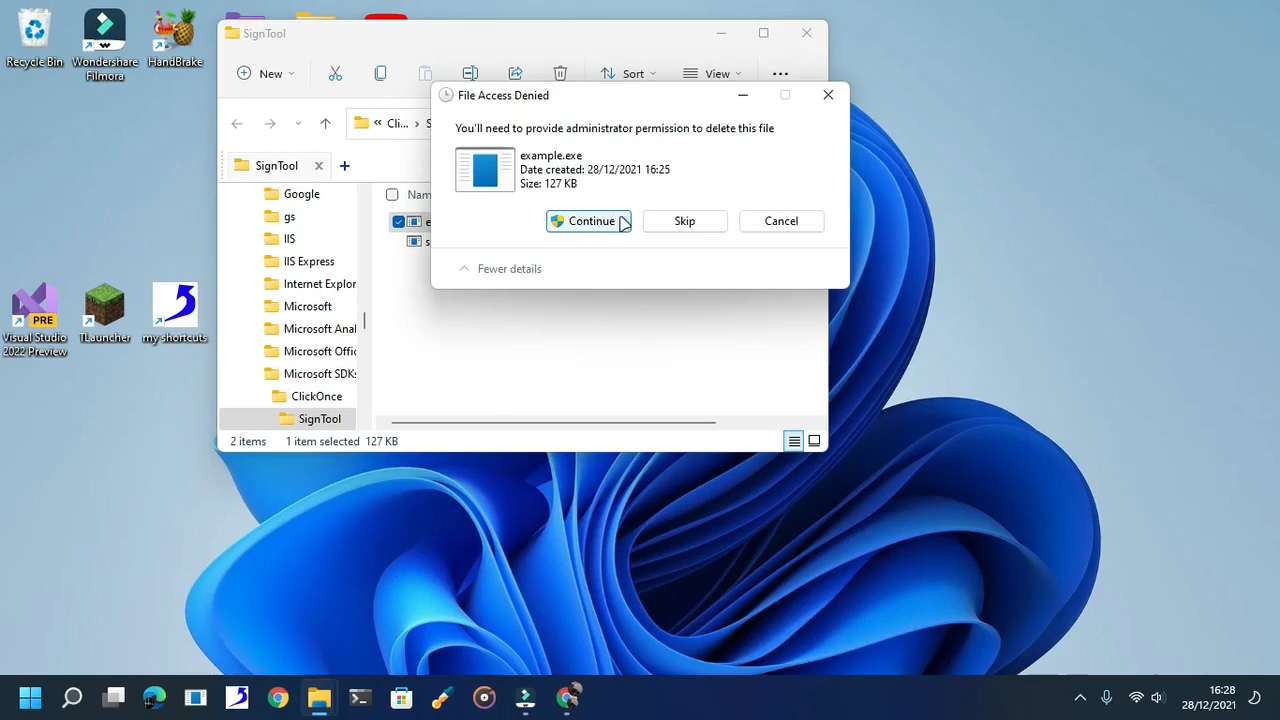 Recycle Bin
Wondershare
Filmora
HandBrake
Visual Studio
2022 Preview
TLauncher
my shortcuts
SignTool
New
Sort
View
Cli...
S
SignTool
Google
gs
IIS
IIS Express
Internet Explor
Microsoft
Microsoft Anal
Microsoft Offic
Microsoft SDKs
ClickOnce
SignTool
Nam
e
s
2 items
1 item selected 127 KB
File Access Denied
You'll need to provide administrator permission to delete this file
example.exe
Date created: 28/12/2021 16:25
Size: 127 KB
Continue
Skip
Cancel
Fewer details
PRE
16:28
28/12/2021